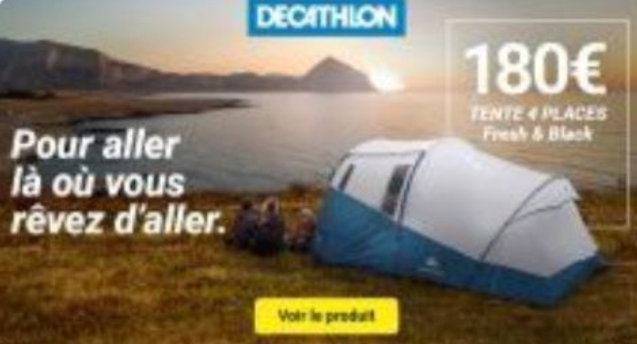 DECATHLON
180€
TENTE 4 PLACES
Fresh & Black
Pour aller
là où vous
rêvez d'aller.
Voir le produit